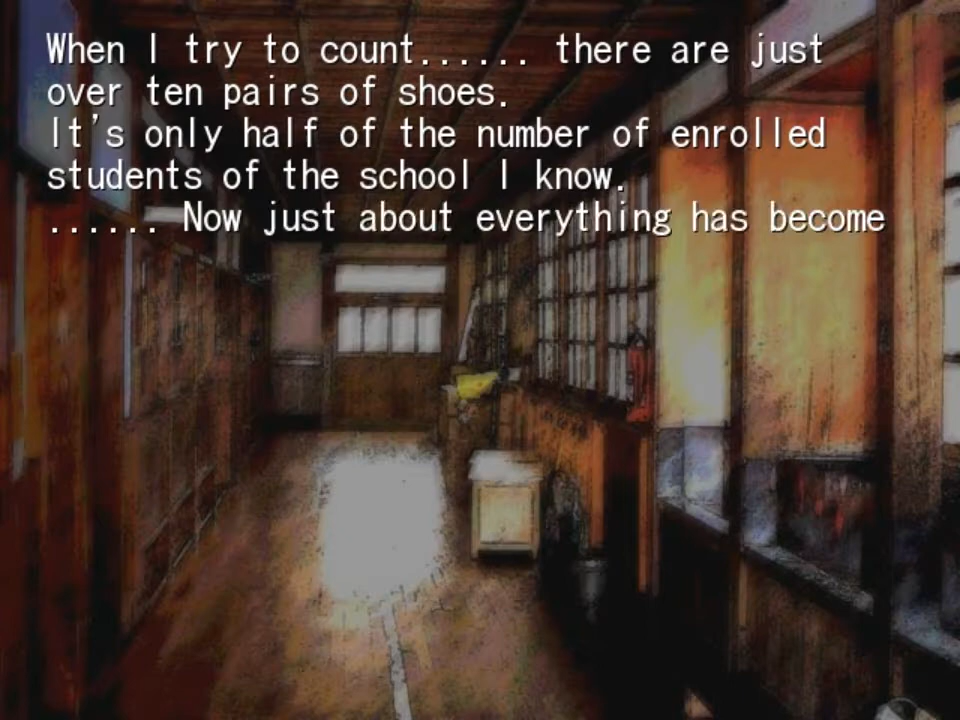 When I try to count...... there are just
over ten pairs of shoes.
It's only half of the number of enrolled
students of the school I know.
...... Now just about everything has become